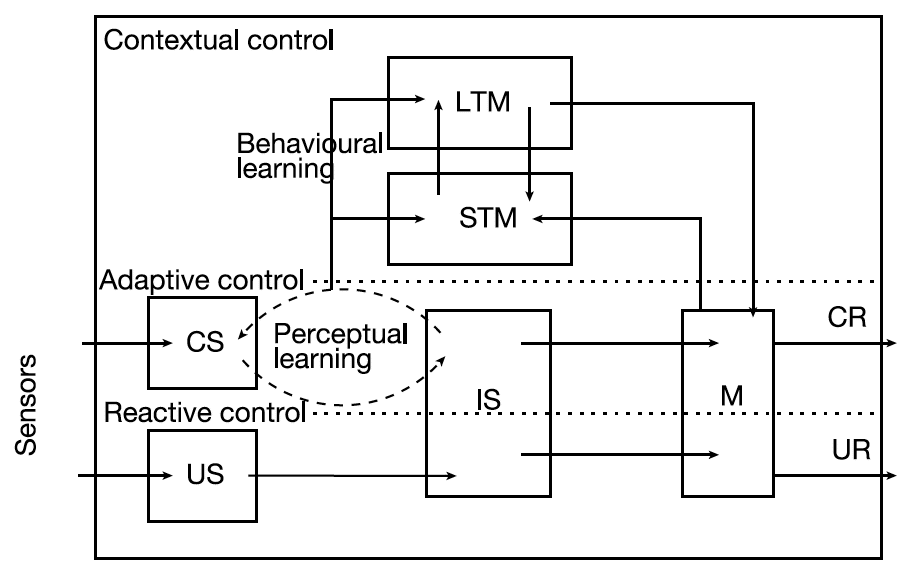 Contextual control
LTM
Behavioural
learning
STM
Adaptive control
CS
Perceptual
learning
CR
IS
M
Reactive control
US
UR
Sensors